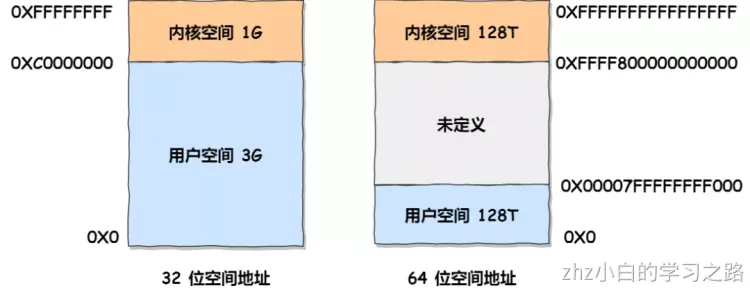 0XFFFFFFFF
内核空间 1G
0XC0000000
用户空间 3G
0X0
32 位空间地址
内核空间 128T
0XFFFFFFFFFFFFFFFF
0XFFFF800000000000
未定义
0X00007FFFFFFFF000
用户空间 128T
0X0
64 位空间地址
zhz小白的学习之路